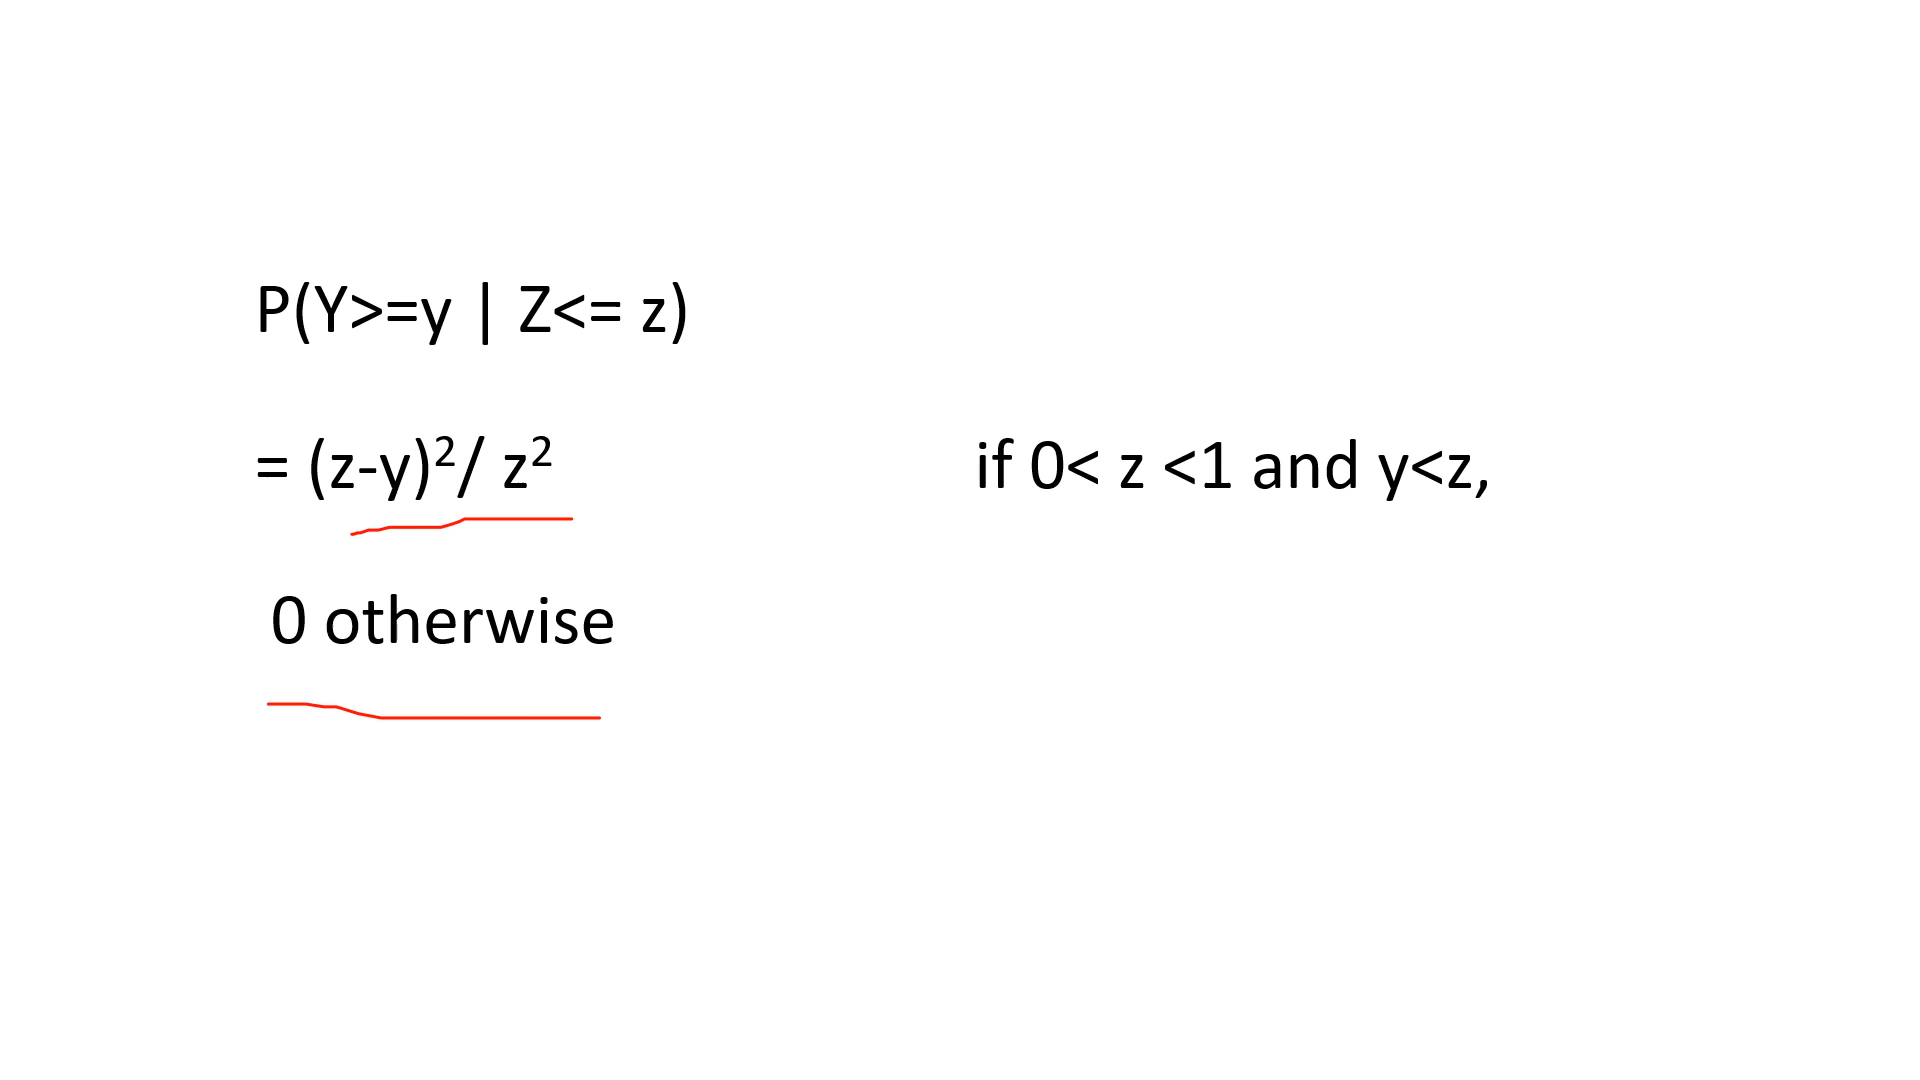 P(Y>=y | Z<= z)
= (z-y)²/ z² if 0< z <1 and y<z,
0 otherwise